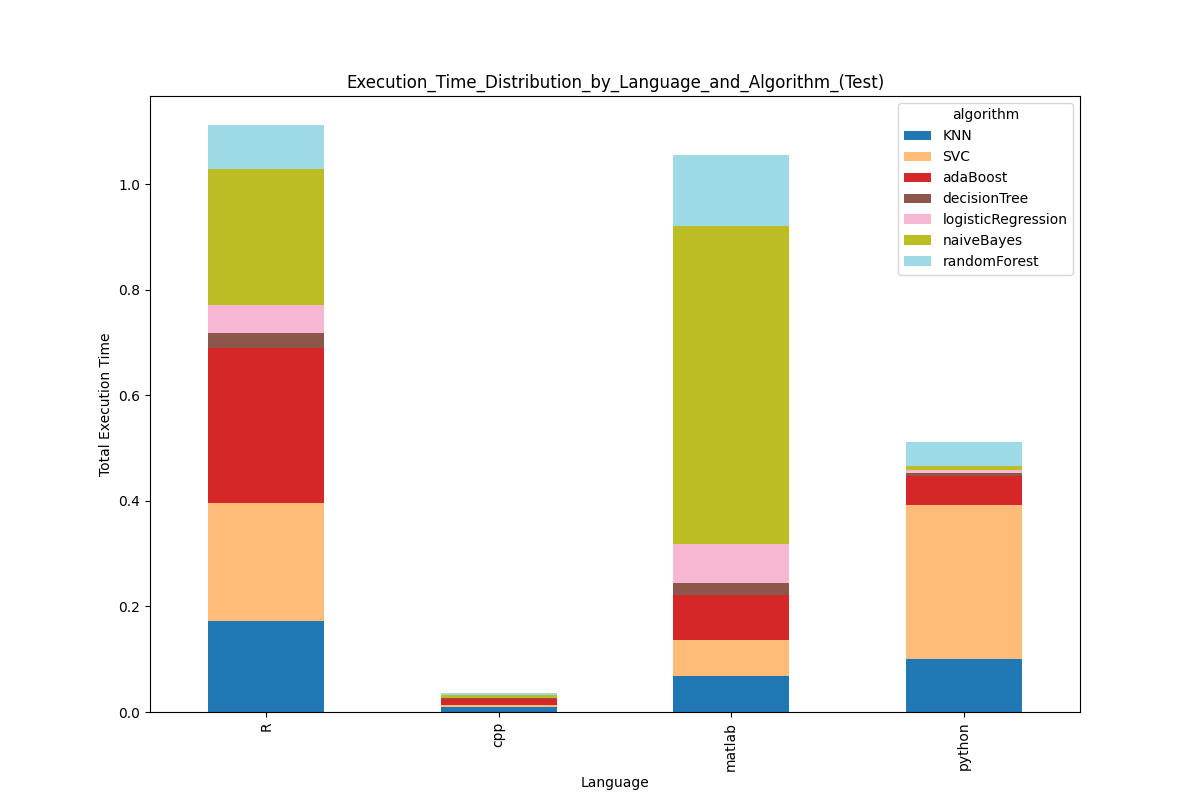 Execution_Time_Distribution_by_Language_and_Algorithm_(Test)
algorithm
KNN
SVC
adaBoost
decisionTree
logisticRegression
naiveBayes
randomForest
Total Execution Time
1.0
0.8
0.6
0.4
0.2
0.0
R
cpp
matlab
python
Language